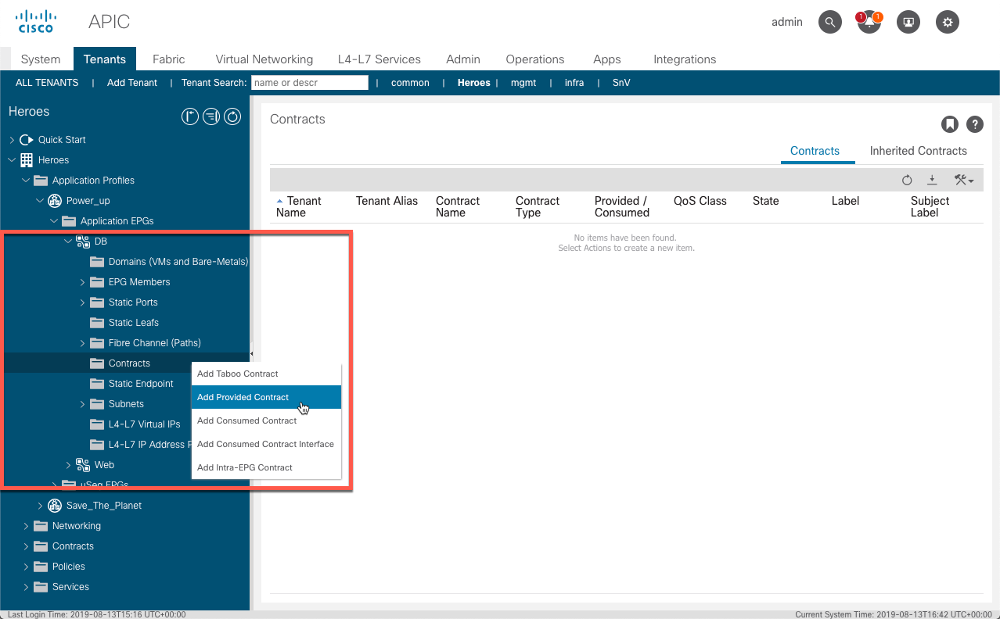 cisco
APIC
admin
1
1
System Tenants Fabric Virtual Networking L4-L7 Services Admin Operations Apps Integrations
ALL TENANTS | Add Tenant | Tenant Search: name or descr | common | Heroes | mgmt | infra | SnV
Heroes
Quick Start
Heroes
Application Profiles
Power_up
Application EPGs
DB
Domains (VMs and Bare-Metals)
EPG Members
Static Ports
Static Leafs
Fibre Channel (Paths)
Contracts
Static Endpoint
Subnets
L4-L7 Virtual IPs
L4-L7 IP Address P
Web
uSeg EPGs
Save_The_Planet
Networking
Contracts
Policies
Services
Add Taboo Contract
Add Provided Contract
Add Consumed Contract
Add Consumed Contract Interface
Add Intra-EPG Contract
Contracts
?
Contracts Inherited Contracts
Tenant Name Tenant Alias Contract Name Contract Type Provided / Consumed QoS Class State Label Subject Label
No items have been found.
Select Actions to create a new item.
Last Login Time: 2019-08-13T15:16 UTC+00:00
Current System Time: 2019-08-13T16:42 UTC+00:00